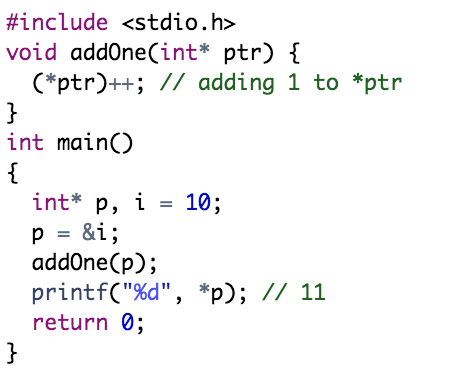 #include <stdio.h>
void addOne(int* ptr) {
  (*ptr)++; // adding 1 to *ptr
}
int main()
{
  int* p, i = 10;
  p = &i;
  addOne(p);
  printf("%d", *p); // 11
  return 0;
}